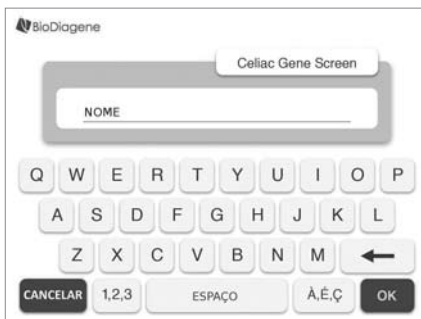 BioDiagene
Celiac Gene Screen
NOME
Q W E R T Y U I O P
A S D F G H J K L
Z X C V B N M
CANCELAR 1,2,3 ESPAÇO À,É,Ç OK